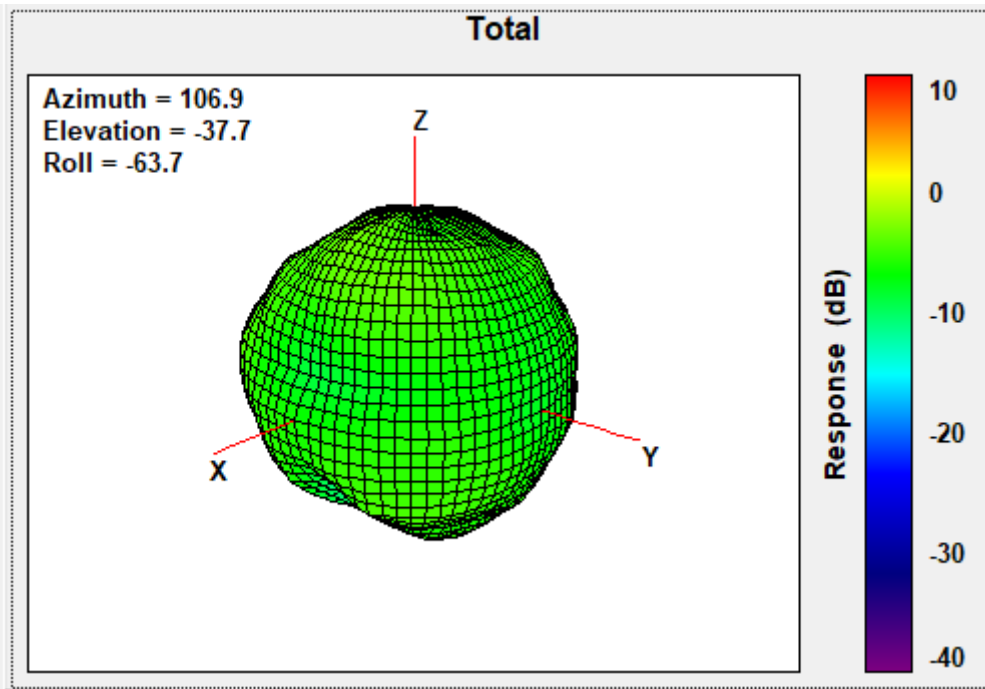 Total
Azimuth = 106.9
Elevation = -37.7
Roll = -63.7
Z
X
Y
Response (dB)
10
0
-10
-20
-30
-40